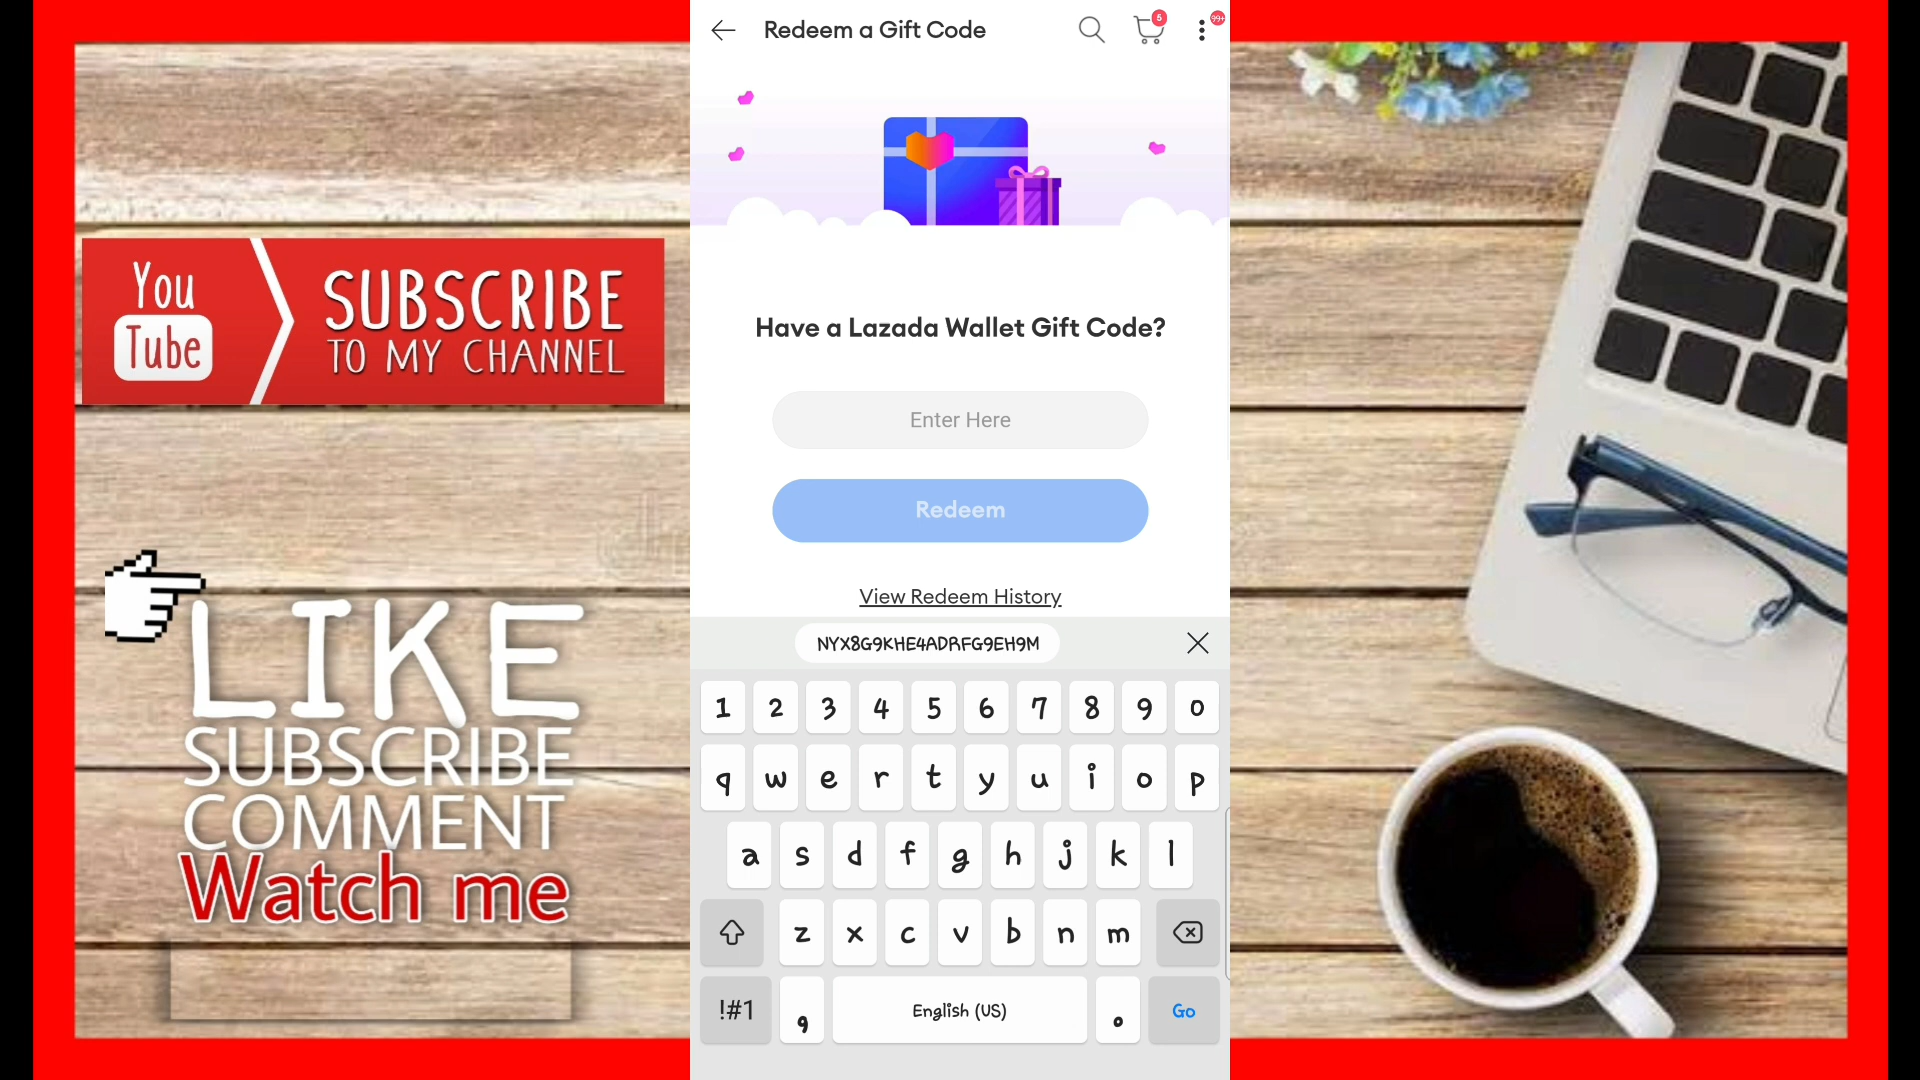 Redeem a Gift Code
5
99+
You
Tube
SUBSCRIBE
TO MY CHANNEL
Have a Lazada Wallet Gift Code?
Enter Here
Redeem
View Redeem History
LIKE
SUBSCRIBE
COMMENT
Watch me
NYX8G9KHE4ADRFG9EH9M
1 2 3 4 5 6 7 8 9 0
q w e r t y u i o p
a s d f g h j k l
z x c v b n m
!#1 , English (US) . Go